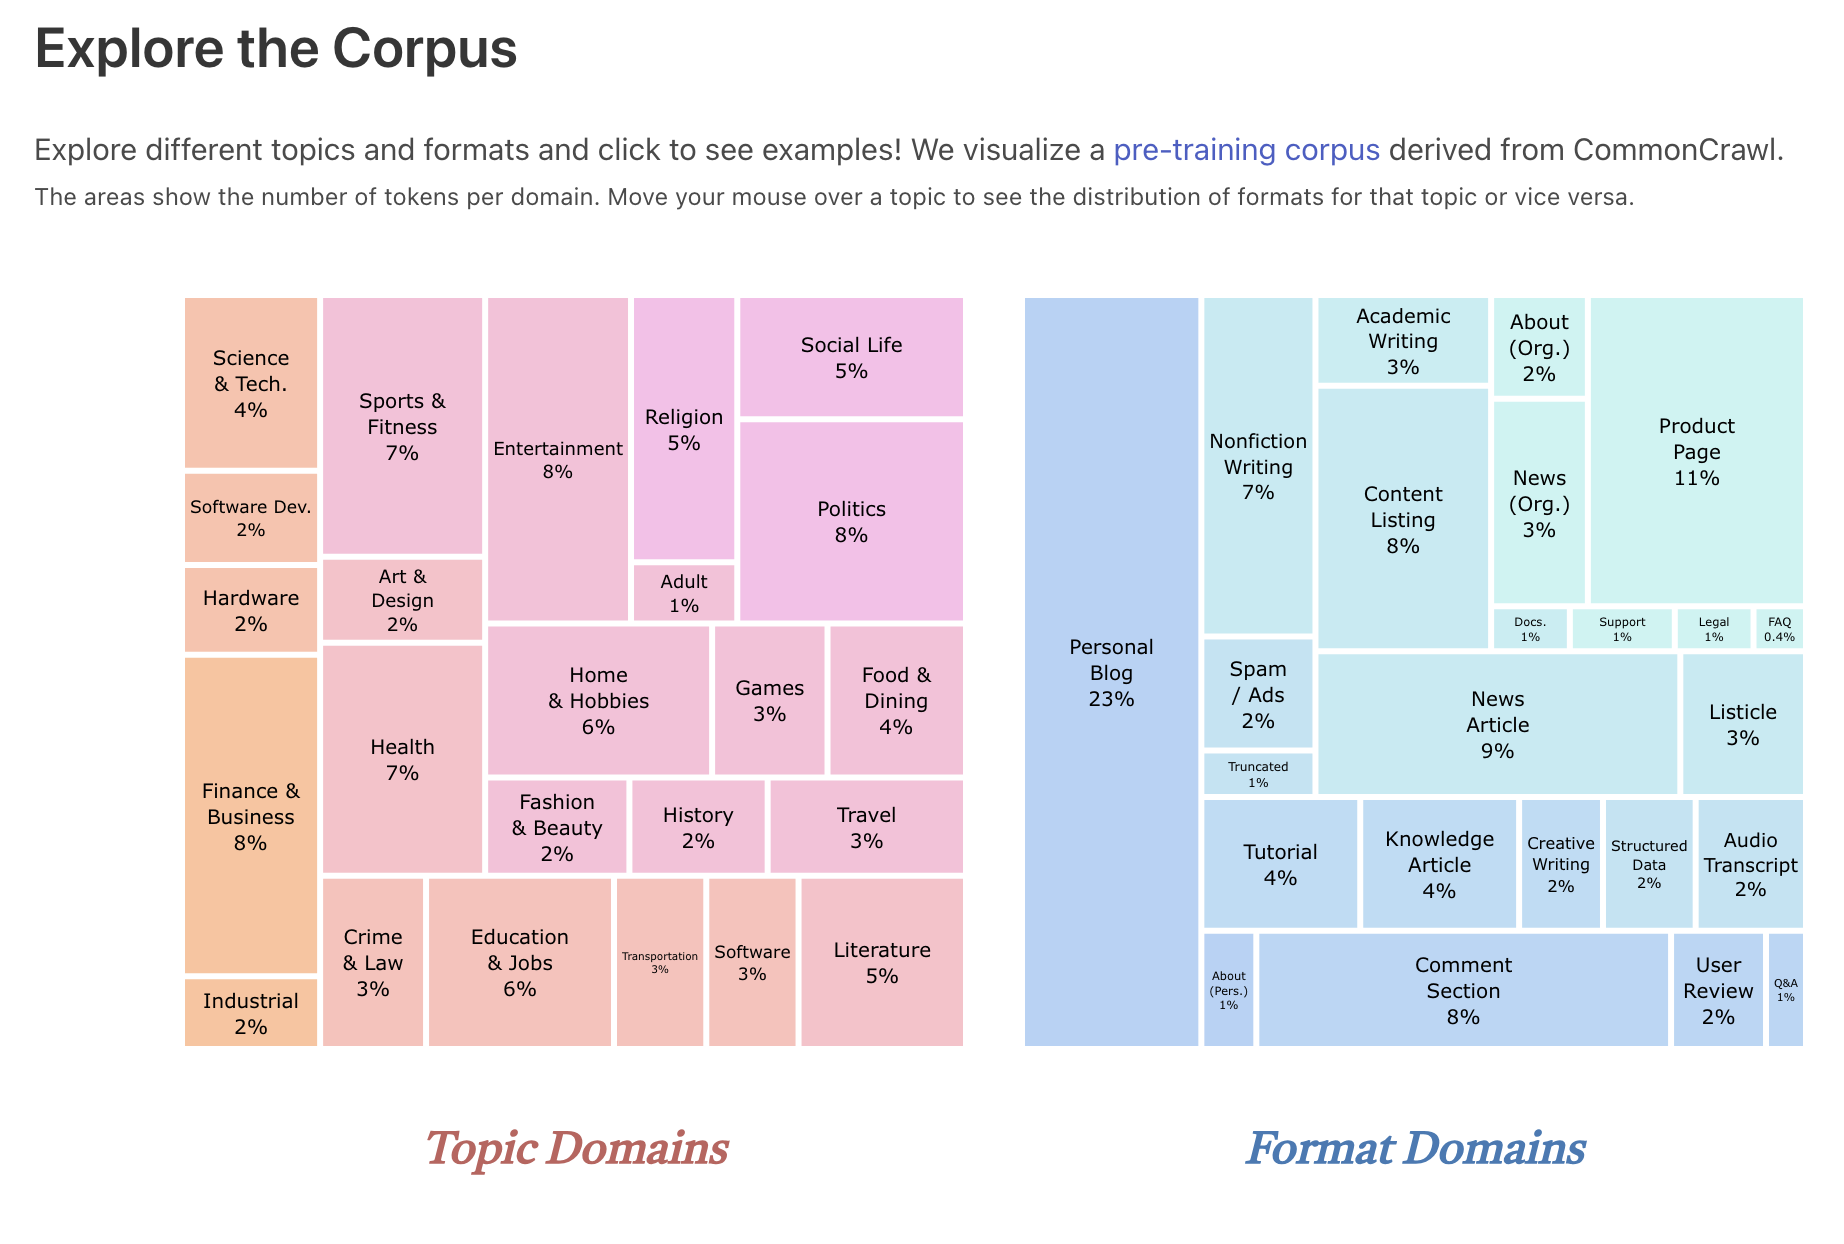 Explore the Corpus
Explore different topics and formats and click to see examples! We visualize a pre-training corpus derived from CommonCrawl.
The areas show the number of tokens per domain. Move your mouse over a topic to see the distribution of formats for that topic or vice versa.
Science
& Tech.
4%
Software Dev.
2%
Hardware
2%
Finance &
Business
8%
Industrial
2%
Sports &
Fitness
7%
Art &
Design
2%
Health
7%
Crime
& Law
3%
Education
& Jobs
6%
Transportation
3%
Software
3%
Literature
5%
Entertainment
8%
Religion
5%
Adult
1%
Social Life
5%
Politics
8%
Home
& Hobbies
6%
Games
3%
Food &
Dining
4%
Fashion
& Beauty
2%
History
2%
Travel
3%
Topic Domains
Personal
Blog
23%
Nonfiction
Writing
7%
Spam
/ Ads
2%
Truncated
1%
Academic
Writing
3%
Content
Listing
8%
About
(Org.)
2%
News
(Org.)
3%
Product
Page
11%
Docs.
1%
Support
1%
Legal
1%
FAQ
0.4%
News
Article
9%
Listicle
3%
Tutorial
4%
Knowledge
Article
4%
Creative
Writing
2%
Structured
Data
2%
Audio
Transcript
2%
About
(Pers.)
1%
Comment
Section
8%
User
Review
2%
Q&A
1%
Format Domains